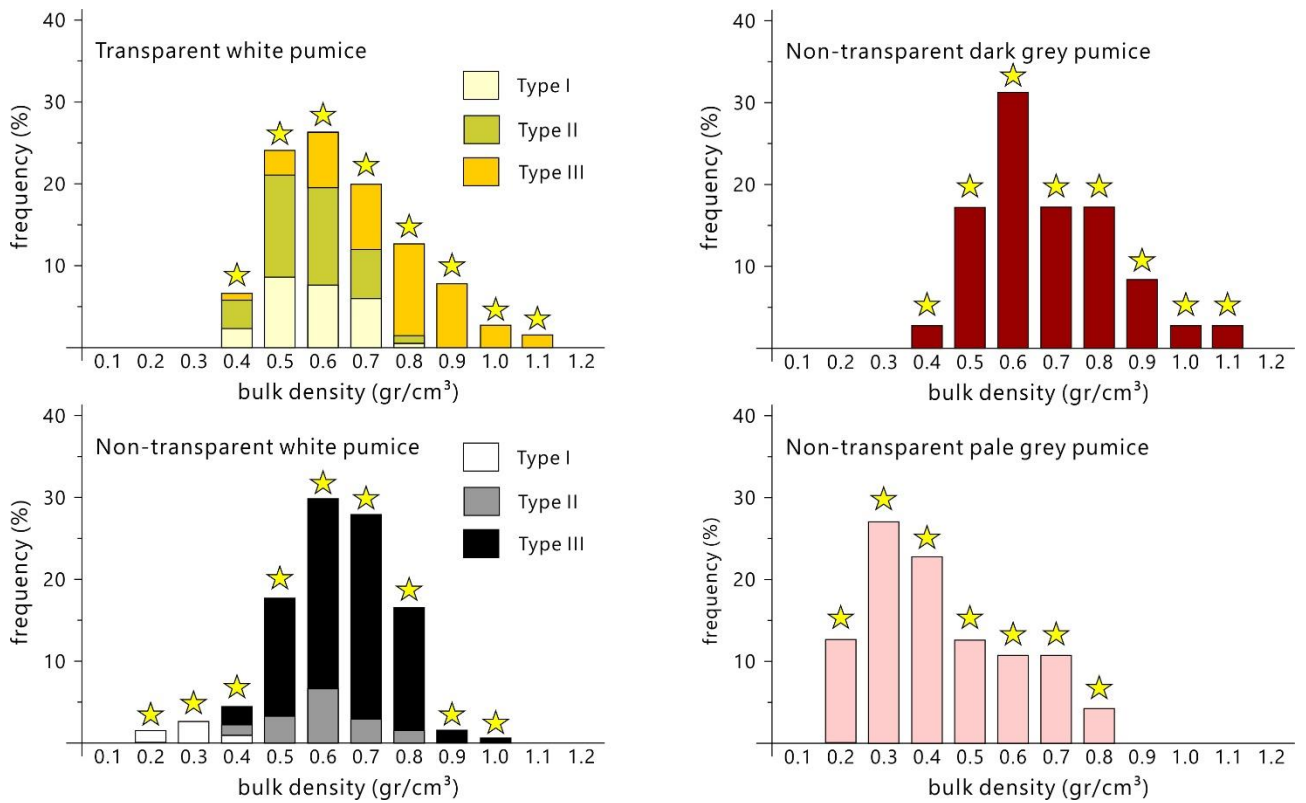 Transparent white pumice
40
30
20
10
frequency (%)
Type I
Type II
Type III
0.1 0.2 0.3 0.4 0.5 0.6 0.7 0.8 0.9 1.0 1.1 1.2
bulk density (gr/cm³)
Non-transparent dark grey pumice
40
30
20
10
frequency (%)
0.1 0.2 0.3 0.4 0.5 0.6 0.7 0.8 0.9 1.0 1.1 1.2
bulk density (gr/cm³)
Non-transparent white pumice
40
30
20
10
frequency (%)
Type I
Type II
Type III
0.1 0.2 0.3 0.4 0.5 0.6 0.7 0.8 0.9 1.0 1.1 1.2
bulk density (gr/cm³)
Non-transparent pale grey pumice
40
30
20
10
frequency (%)
0.1 0.2 0.3 0.4 0.5 0.6 0.7 0.8 0.9 1.0 1.1 1.2
bulk density (gr/cm³)